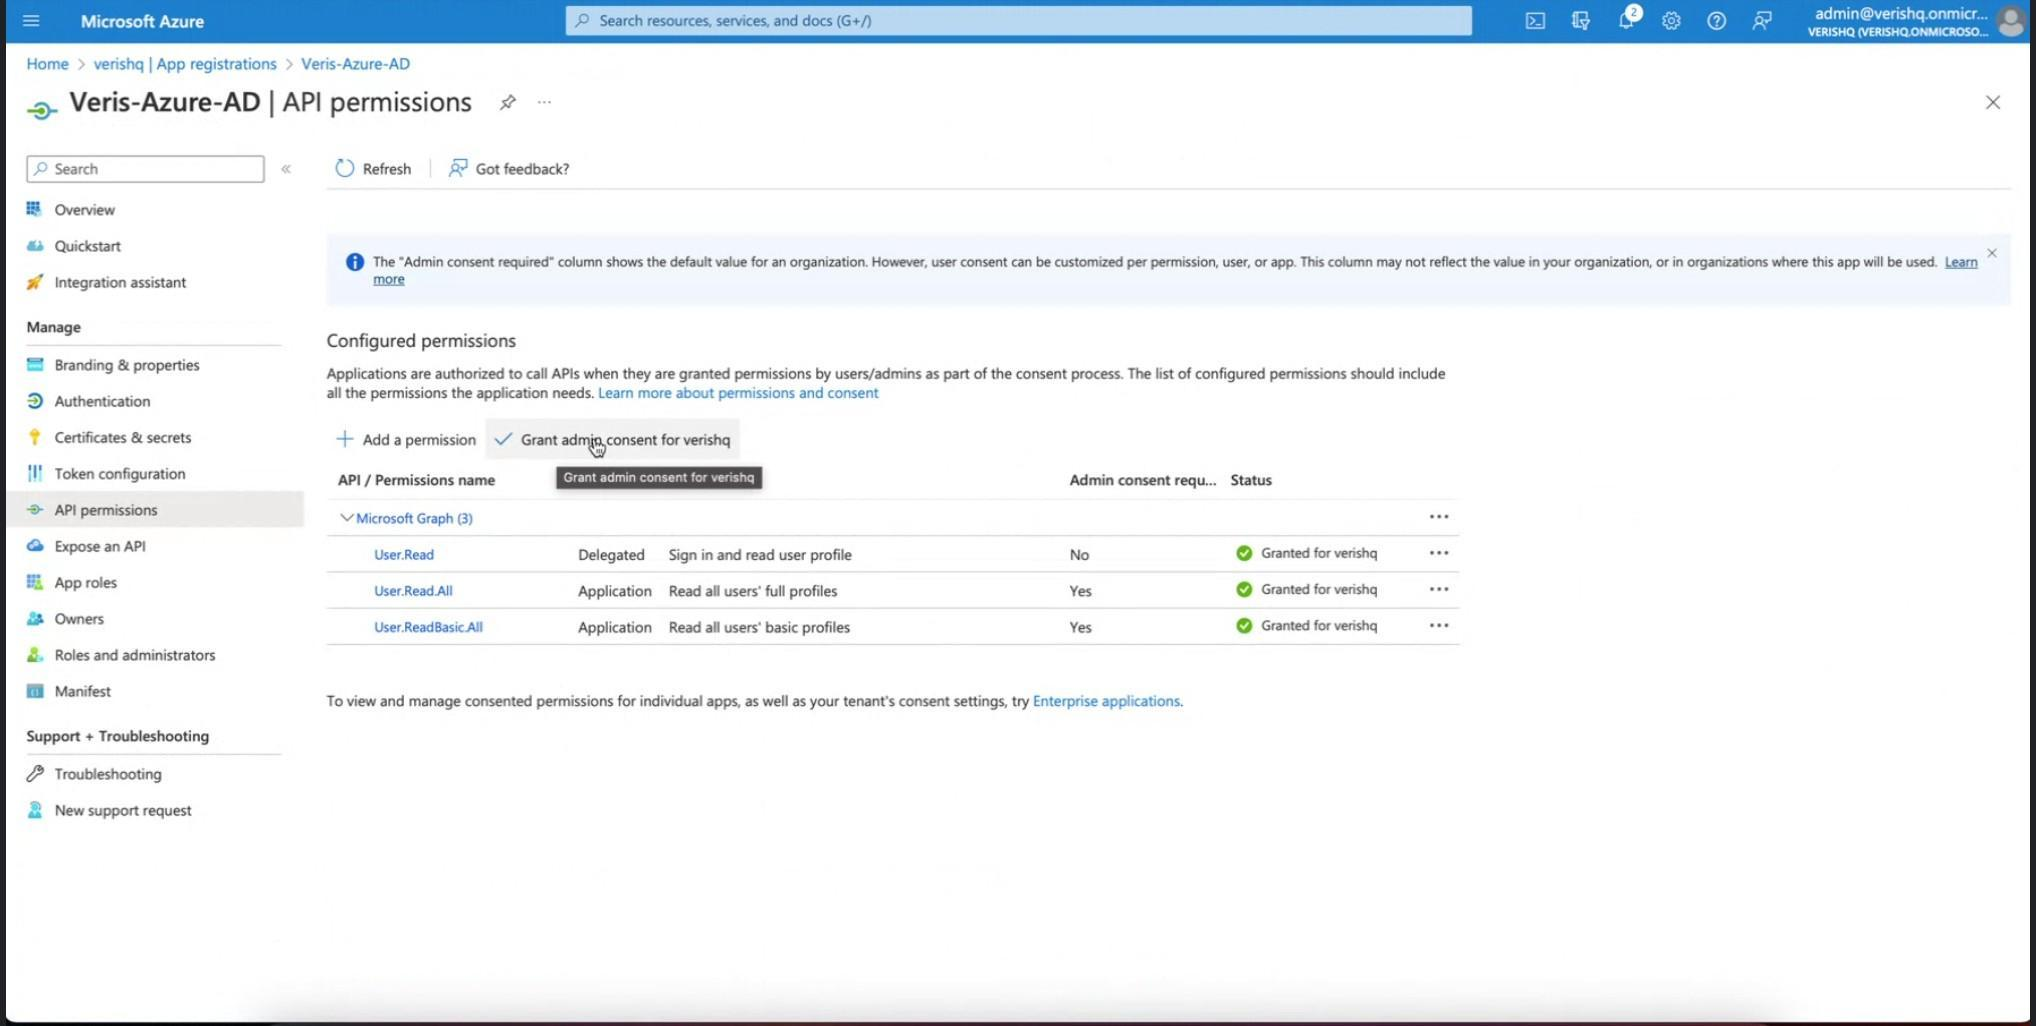 Microsoft Azure
Search resources, services, and docs (G+/)
2
admin@verishq.onmicr...
VERISHQ (VERISHQ.ONMICROSO...
Home > verishq | App registrations > Veris-Azure-AD
Veris-Azure-AD | API permissions
Search
Refresh
Got feedback?
Overview
Quickstart
Integration assistant
Manage
Branding & properties
Authentication
Certificates & secrets
Token configuration
API permissions
Expose an API
App roles
Owners
Roles and administrators
Manifest
Support + Troubleshooting
Troubleshooting
New support request
The "Admin consent required" column shows the default value for an organization. However, user consent can be customized per permission, user, or app. This column may not reflect the value in your organization, or in organizations where this app will be used. Learn
more
Configured permissions
Applications are authorized to call APIs when they are granted permissions by users/admins as part of the consent process. The list of configured permissions should include
all the permissions the application needs. Learn more about permissions and consent
Add a permission Grant admin consent for verishq
Grant admin consent for verishq
API / Permissions name Admin consent requ... Status
Microsoft Graph (3)
User.Read Delegated Sign in and read user profile No Granted for verishq
User.Read.All Application Read all users' full profiles Yes Granted for verishq
User.ReadBasic.All Application Read all users' basic profiles Yes Granted for verishq
To view and manage consented permissions for individual apps, as well as your tenant's consent settings, try Enterprise applications.